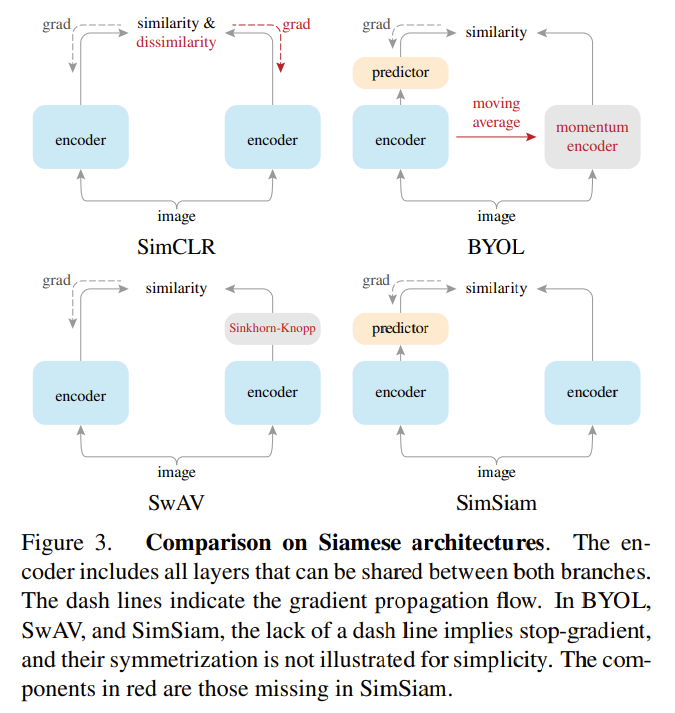 grad
similarity &
dissimilarity
grad
encoder
encoder
image
SimCLR
grad
similarity
predictor
encoder
moving
average
momentum
encoder
image
BYOL
grad
similarity
Sinkhorn-Knopp
encoder
encoder
image
SwAV
grad
similarity
predictor
encoder
encoder
image
SimSiam
Figure 3. Comparison on Siamese architectures. The en-
coder includes all layers that can be shared between both branches.
The dash lines indicate the gradient propagation flow. In BYOL,
SwAV, and SimSiam, the lack of a dash line implies stop-gradient,
and their symmetrization is not illustrated for simplicity. The com-
ponents in red are those missing in SimSiam.